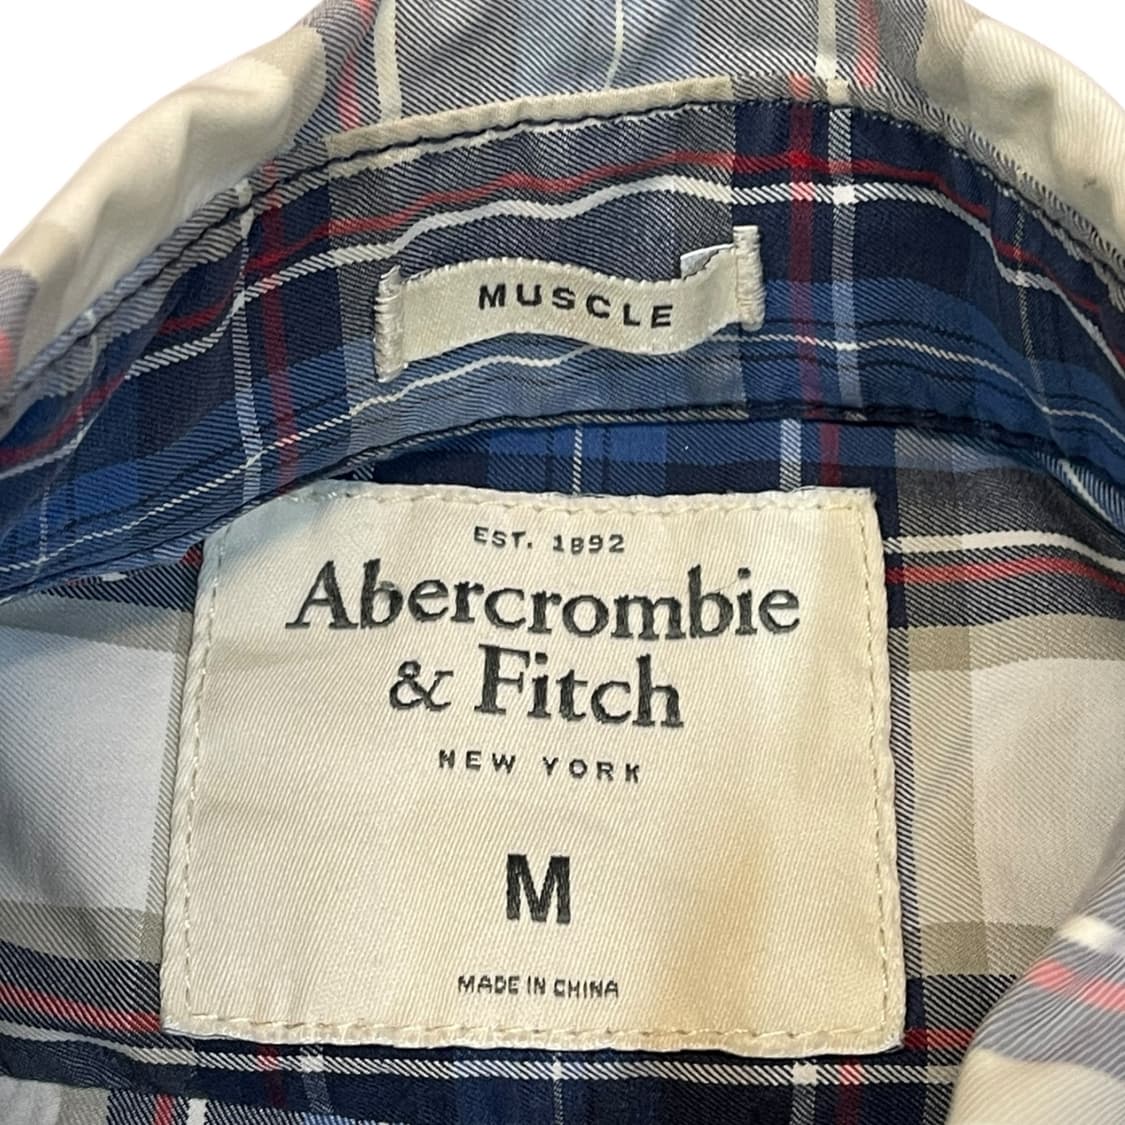 MUSCLE
EST. 1892
Abercrombie
& Fitch
NEW YORK
M
MADE IN CHINA